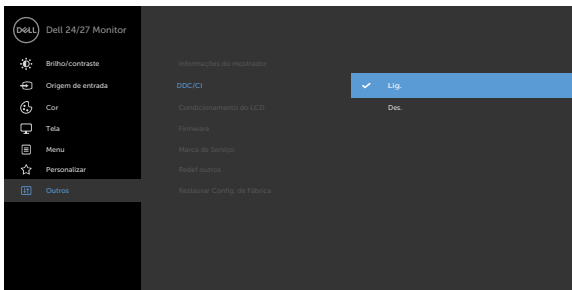 DELL
Dell 24/27 Monitor
Brilho/contraste
Origem de entrada
Cor
Tela
Menu
Personalizar
Outros
Informações do mostrador
DDC/CI
Condicionamento do LCD
Firmware
Marca de Serviço
Redef outros
Restaurar Config. de Fábrica
Lig.
Des.